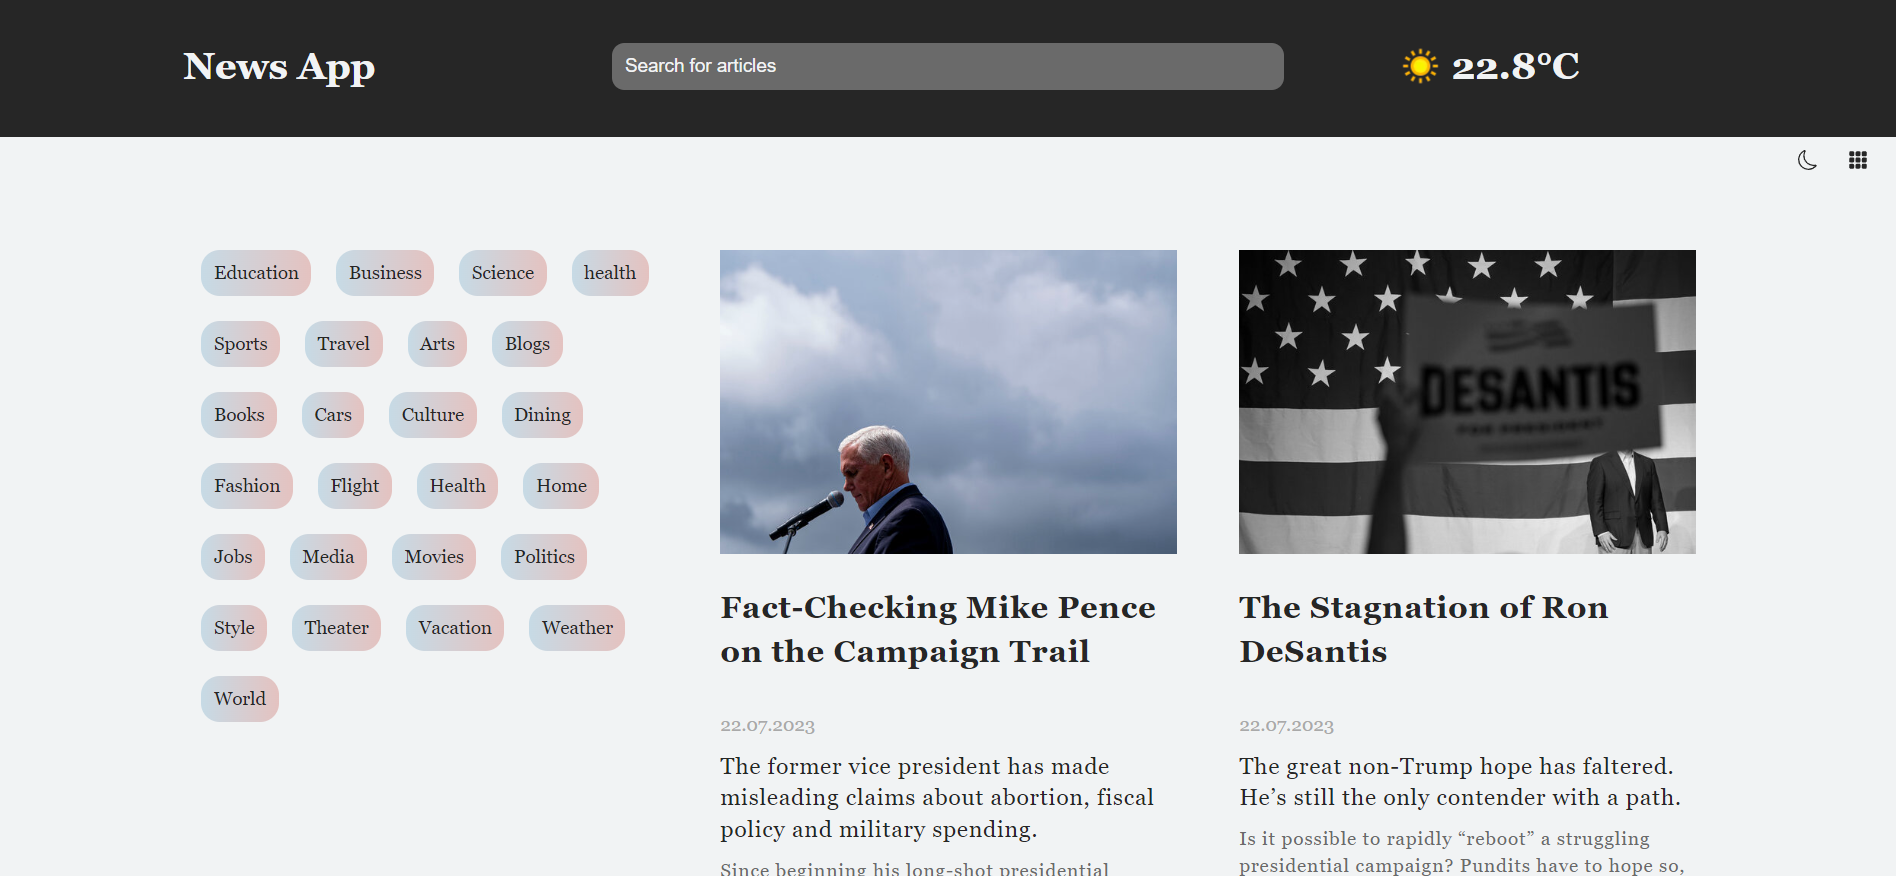 News App
Search for articles
22.8°C
Education Business Science health
Sports Travel Arts Blogs
Books Cars Culture Dining
Fashion Flight Health Home
Jobs Media Movies Politics
Style Theater Vacation Weather
World
Fact-Checking Mike Pence
on the Campaign Trail
22.07.2023
The former vice president has made
misleading claims about abortion, fiscal
policy and military spending.
Since beginning his long-shot presidential
DESANTIS
FOR PRESIDENT
The Stagnation of Ron
DeSantis
22.07.2023
The great non-Trump hope has faltered.
He’s still the only contender with a path.
Is it possible to rapidly “reboot” a struggling
presidential campaign? Pundits have to hope so,